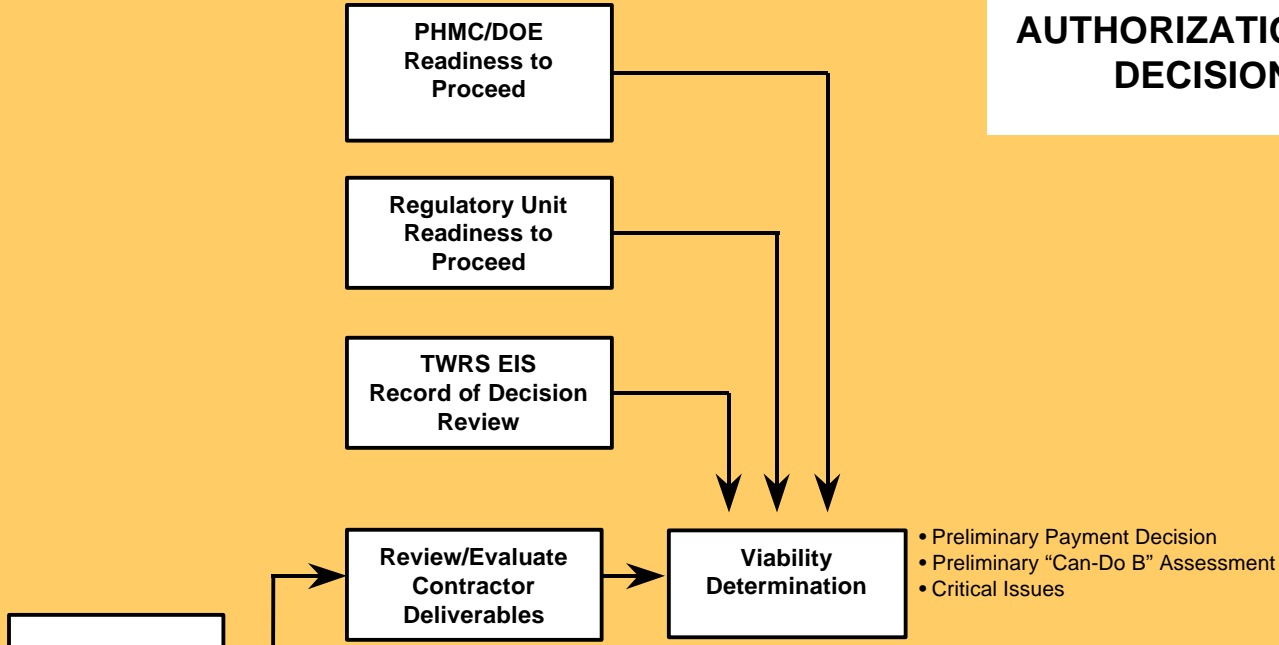 PHMC/DOE
Readiness to
Proceed
DECISION
Regulatory Unit
Readiness to
Proceed
TWRS EIS
Record of Decision
Review
Review/Evaluate
Contractor
Deliverables
Viability
Determination
• Preliminary Payment Decision
• Preliminary “Can-Do B” Assessment
• Critical Issues